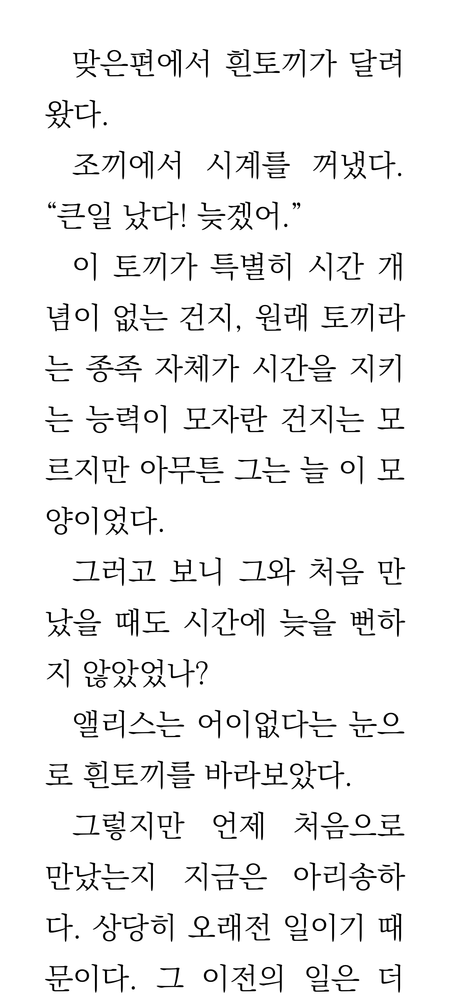 맞은편에서 흰토끼가 달려
왔다.
조끼에서 시계를 꺼냈다.
“큰일 났다! 늦겠어.”
이 토끼가 특별히 시간 개
념이 없는 건지, 원래 토끼라
는 종족 자체가 시간을 지키
는 능력이 모자란 건지는 모
르지만 아무튼 그는 늘 이 모
양이었다.
그러고 보니 그와 처음 만
났을 때도 시간에 늦을 뻔하
지 않았었나?
앨리스는 어이없다는 눈으
로 흰토끼를 바라보았다.
그렇지만 언제 처음으로
만났는지 지금은 아리송하
다. 상당히 오래전 일이기 때
문이다. 그 이전의 일은 더